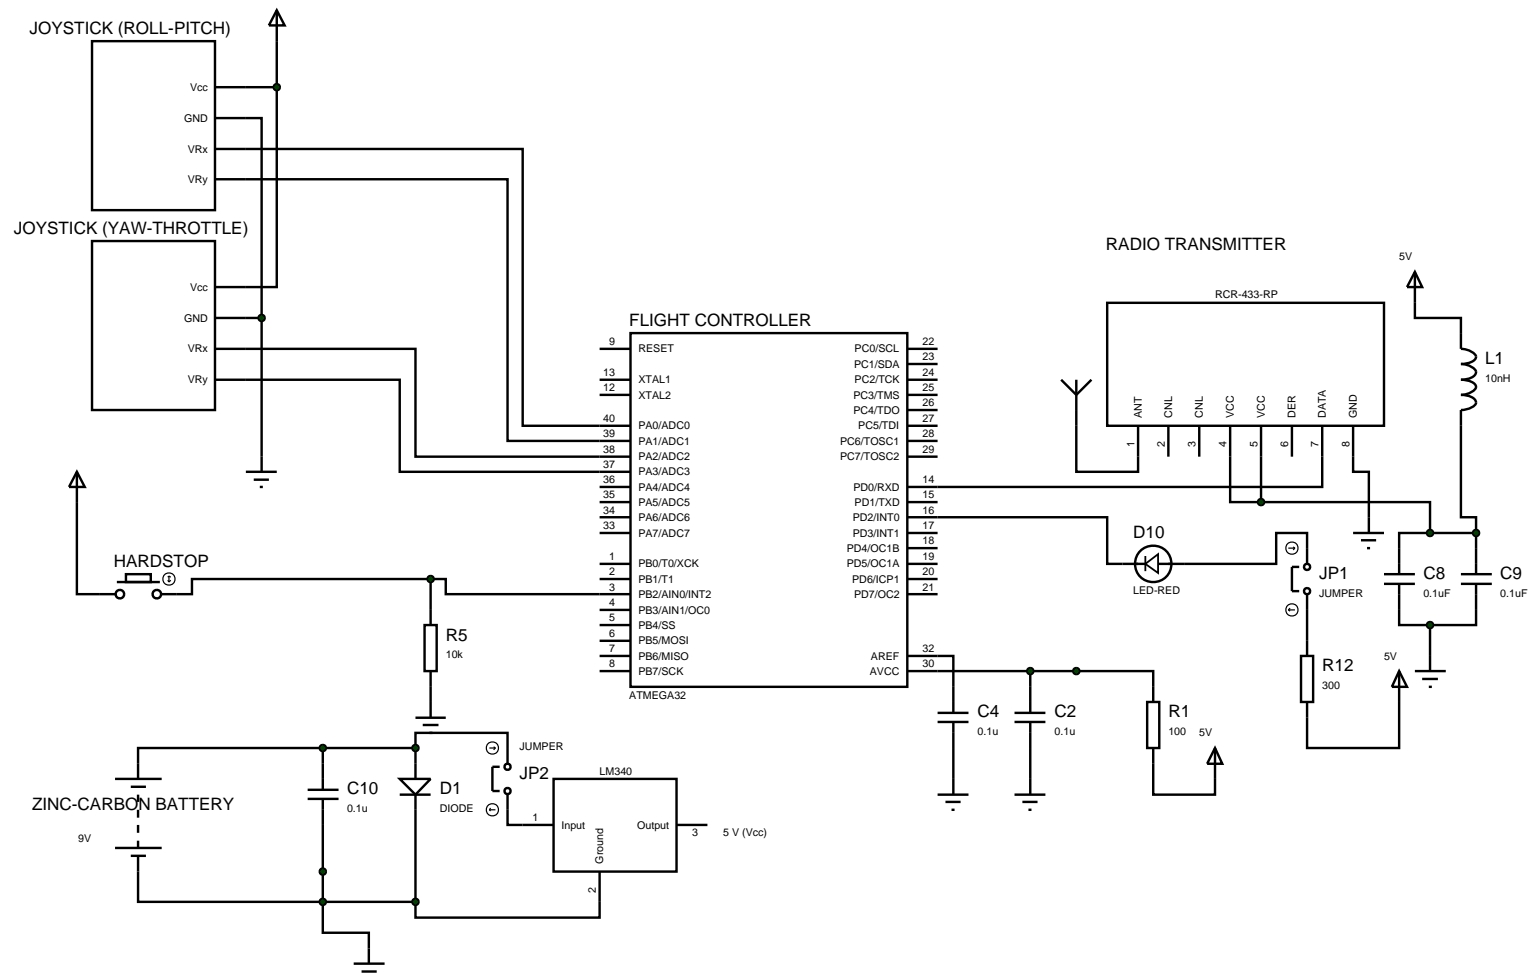 JOYSTICK (ROLL-PITCH)
Vcc
GND
VRx
VRy
JOYSTICK (YAW-THROTTLE)
Vcc
GND
VRx
VRy
HARDSTOP
R5
10k
FLIGHT CONTROLLER
9 RESET
13 XTAL1
12 XTAL2
40 PA0/ADC0
39 PA1/ADC1
38 PA2/ADC2
37 PA3/ADC3
36 PA4/ADC4
35 PA5/ADC5
34 PA6/ADC6
33 PA7/ADC7
1 PB0/T0/XCK
2 PB1/T1
3 PB2/AIN0/INT2
4 PB3/AIN1/OC0
5 PB4/SS
6 PB5/MOSI
7 PB6/MISO
8 PB7/SCK
PC0/SCL 22
PC1/SDA 23
PC2/TCK 24
PC3/TMS 25
PC4/TDO 26
PC5/TDI 27
PC6/TOSC1 28
PC7/TOSC2 29
PD0/RXD 14
PD1/TXD 15
PD2/INT0 16
PD3/INT1 17
PD4/OC1B 18
PD5/OC1A 19
PD6/ICP1 20
PD7/OC2 21
AREF 32
AVCC 30
ATMEGA32
RADIO TRANSMITTER
RCR-433-RP
ANT 1
CNL 2
CNL 3
VCC 4
VCC 5
DER 6
DATA 7
GND 8
5V
L1
10nH
D10
LED-RED
JP1
JUMPER
C8
0.1uF
C9
0.1uF
R12
300
5V
C4
0.1u
C2
0.1u
R1
100
5V
ZINC-CARBON BATTERY
9V
C10
0.1u
D1
DIODE
JUMPER
JP2
LM340
1 Input
Output 3
Ground 2
5 V (Vcc)